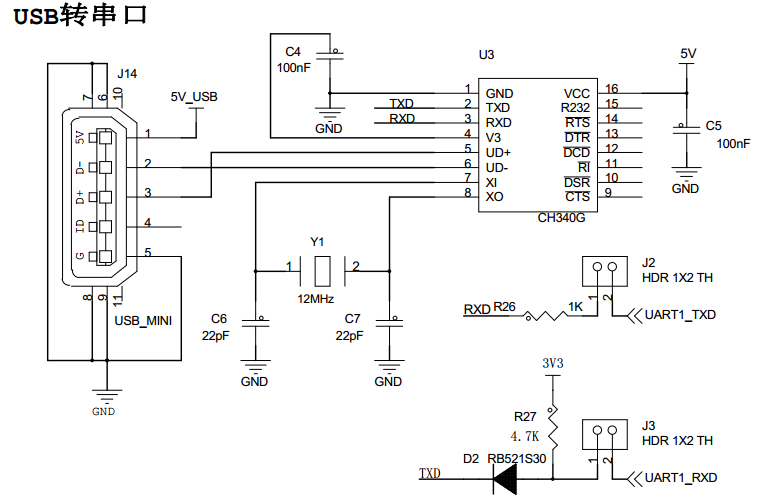 USB转串口
J14
7
6
10
5V_USB
5V
D-
D+
ID
G
1
2
3
4
5
8
9
11
USB_MINI
GND
C4
100nF
GND
U3
TXD
RXD
1 GND
2 TXD
3 RXD
4 V3
5 UD+
6 UD-
7 XI
8 XO
VCC 16
R232 15
RTS 14
DTR 13
DCD 12
RI 11
DSR 10
CTS 9
CH340G
5V
C5
100nF
GND
Y1
1 2
12MHz
C6
22pF
GND
C7
22pF
GND
J2
HDR 1X2 TH
1 2
RXD R26 1K
UART1_TXD
3V3
R27
4.7K
J3
HDR 1X2 TH
1 2
D2 RB521S30
TXD
UART1_RXD